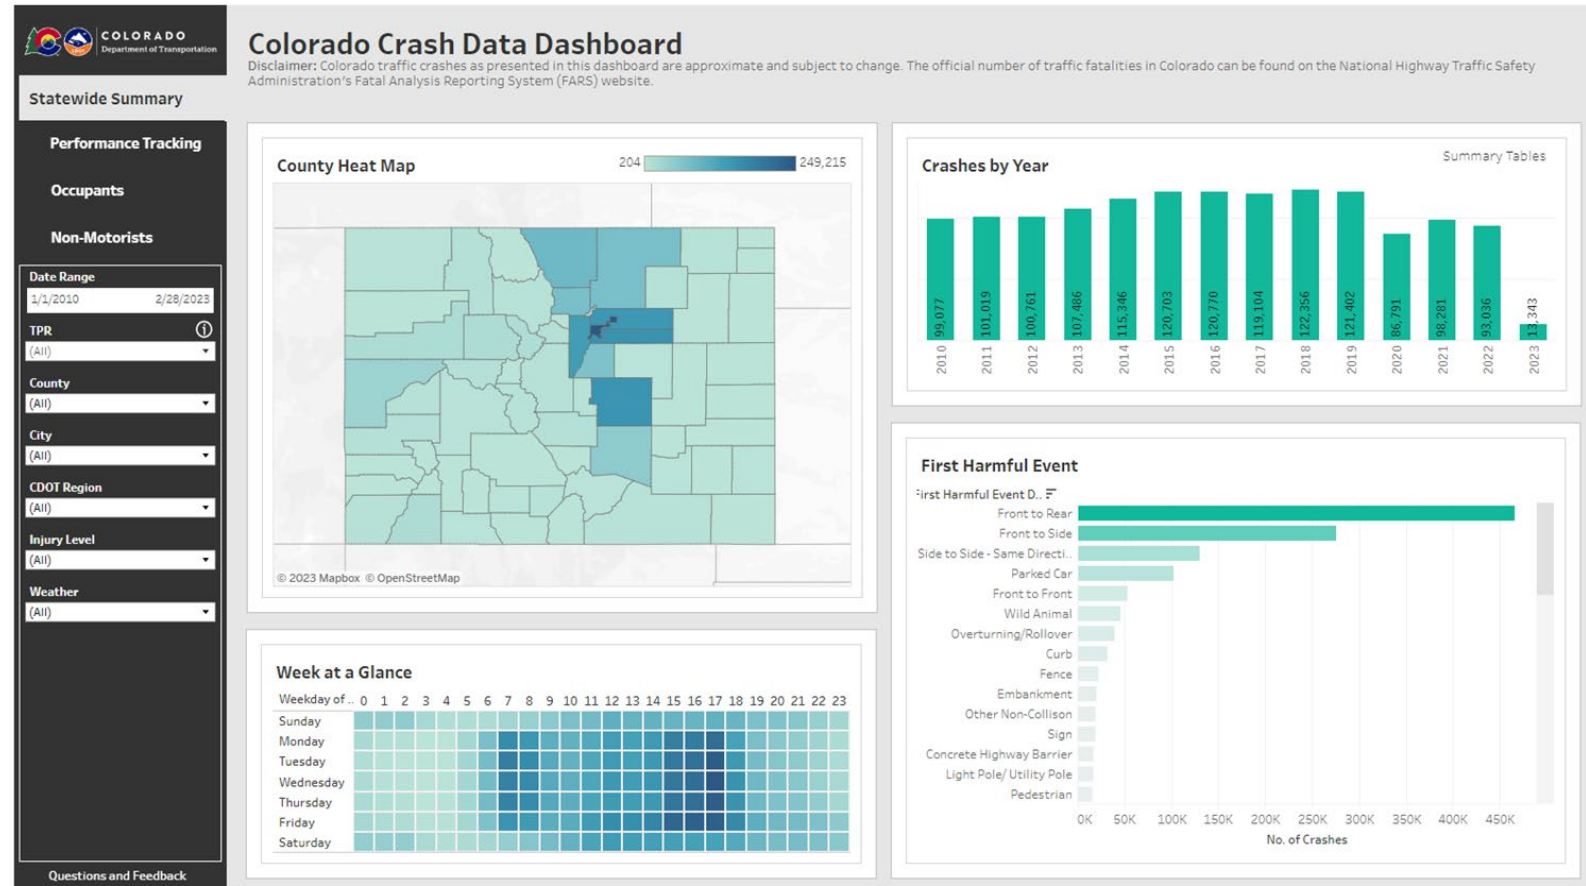 COLORADO
Department of Transportation
Colorado Crash Data Dashboard
Disclaimer: Colorado traffic crashes as presented in this dashboard are approximate and subject to change. The official number of traffic fatalities in Colorado can be found on the National Highway Traffic Safety
Administration's Fatal Analysis Reporting System (FARS) website.
Statewide Summary
Performance Tracking
Occupants
Non-Motorists
Date Range
1/1/2010 2/28/2023
TPR
(All)
County
(All)
City
(All)
CDOT Region
(All)
Injury Level
(All)
Weather
(All)
Questions and Feedback
County Heat Map
204 249,215
© 2023 Mapbox © OpenStreetMap
Week at a Glance
Weekday of .. 0 1 2 3 4 5 6 7 8 9 10 11 12 13 14 15 16 17 18 19 20 21 22 23
Sunday
Monday
Tuesday
Wednesday
Thursday
Friday
Saturday
Crashes by Year
Summary Tables
99,077 101,019 100,761 107,486 115,346 120,703 120,770 119,104 122,356 121,402 86,791 98,281 93,036 13,343
2010 2011 2012 2013 2014 2015 2016 2017 2018 2019 2020 2021 2022 2023
First Harmful Event
First Harmful Event D..
Front to Rear
Front to Side
Side to Side - Same Directi..
Parked Car
Front to Front
Wild Animal
Overturning/Rollover
Curb
Fence
Embankment
Other Non-Collison
Sign
Concrete Highway Barrier
Light Pole/ Utility Pole
Pedestrian
0K 50K 100K 150K 200K 250K 300K 350K 400K 450K
No. of Crashes